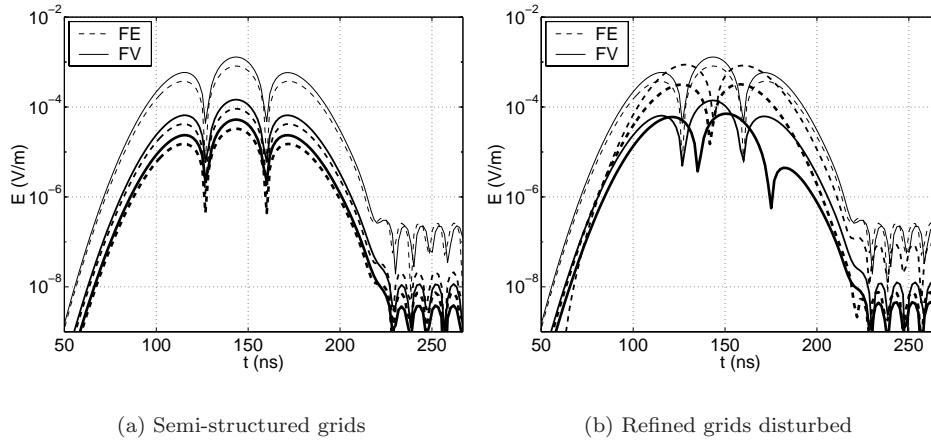 10^-2
FE
FV
10^-4
10^-6
10^-8
E (V/m)
50 100 150 200 250
t (ns)
(a) Semi-structured grids
10^-2
FE
FV
10^-4
10^-6
10^-8
E (V/m)
50 100 150 200 250
t (ns)
(b) Refined grids disturbed